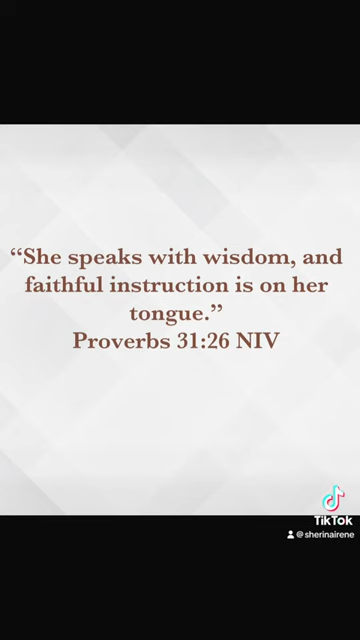 “She speaks with wisdom, and
faithful instruction is on her
tongue.”
Proverbs 31:26 NIV
TikTok
@sherinairene